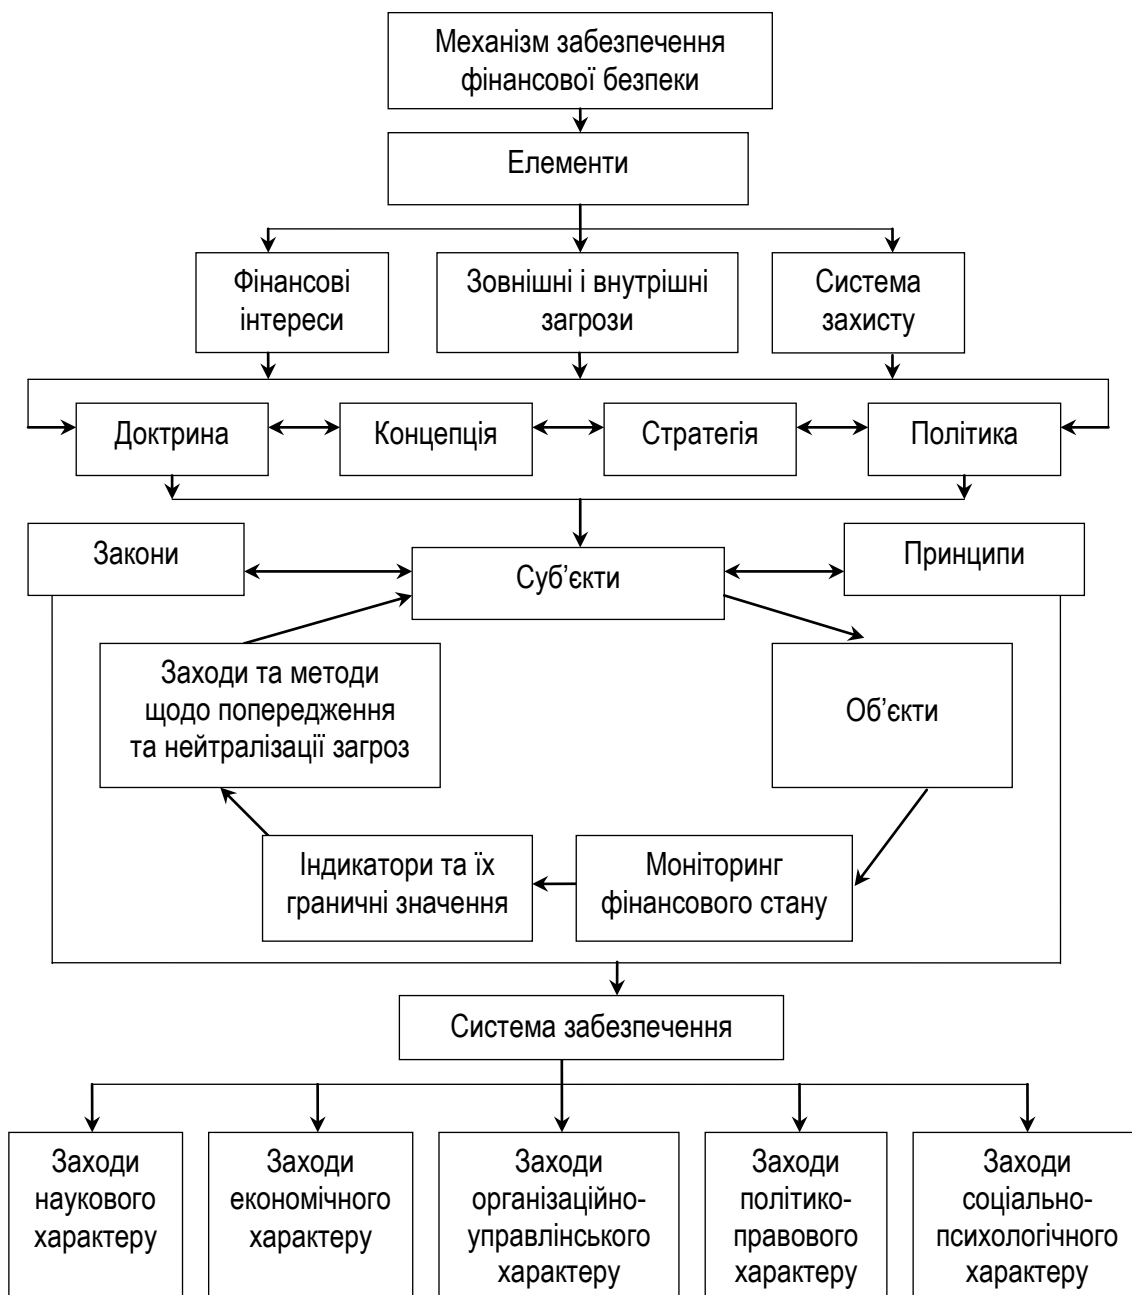 Механізм забезпечення
фінансової безпеки
Елементи
Фінансові
інтереси
Зовнішні і внутрішні
загрози
Система
захисту
Доктрина
Концепція
Стратегія
Політика
Закони
Суб’єкти
Принципи
Заходи та методи
щодо попередження
та нейтралізації загроз
Об’єкти
Індикатори та їх
граничні значення
Моніторинг
фінансового стану
Система забезпечення
Заходи
наукового
характеру
Заходи
економічного
характеру
Заходи
організаційно-
управлінського
характеру
Заходи
політико-
правового
характеру
Заходи
соціально-
психологічного
характеру